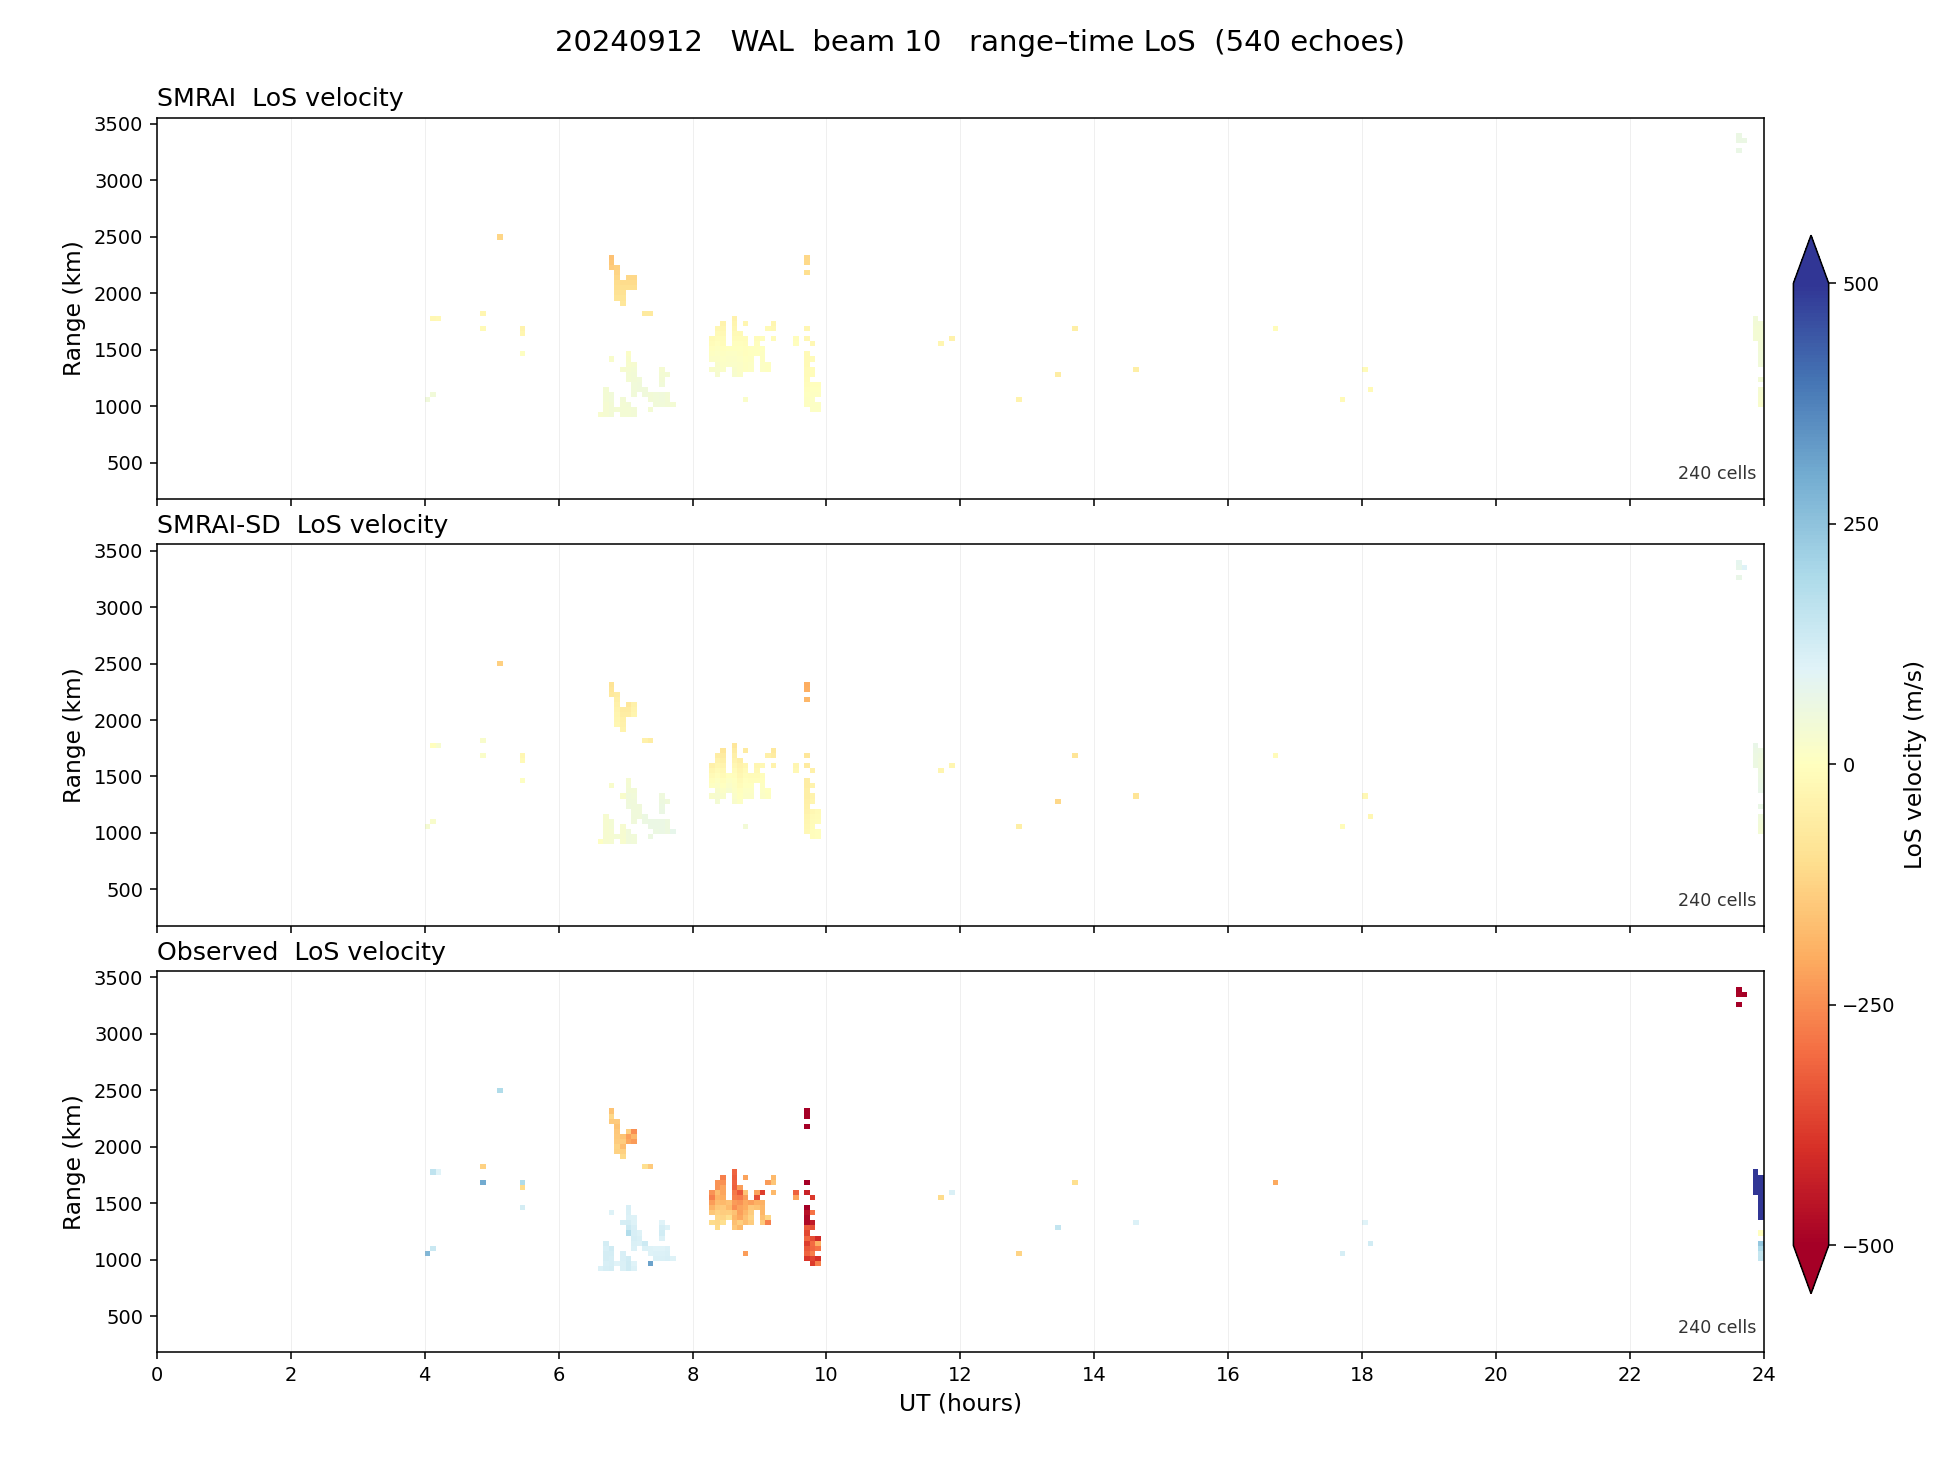 20240912   WAL  beam 10   range–time LoS  (540 echoes)
SMRAI  LoS velocity
3500
3000
2500
2000
1500
1000
500
Range (km)
240 cells
SMRAI-SD  LoS velocity
3500
3000
2500
2000
1500
1000
500
Range (km)
240 cells
Observed  LoS velocity
3500
3000
2500
2000
1500
1000
500
Range (km)
240 cells
0 2 4 6 8 10 12 14 16 18 20 22 24
UT (hours)
500
250
0
−250
−500
LoS velocity (m/s)